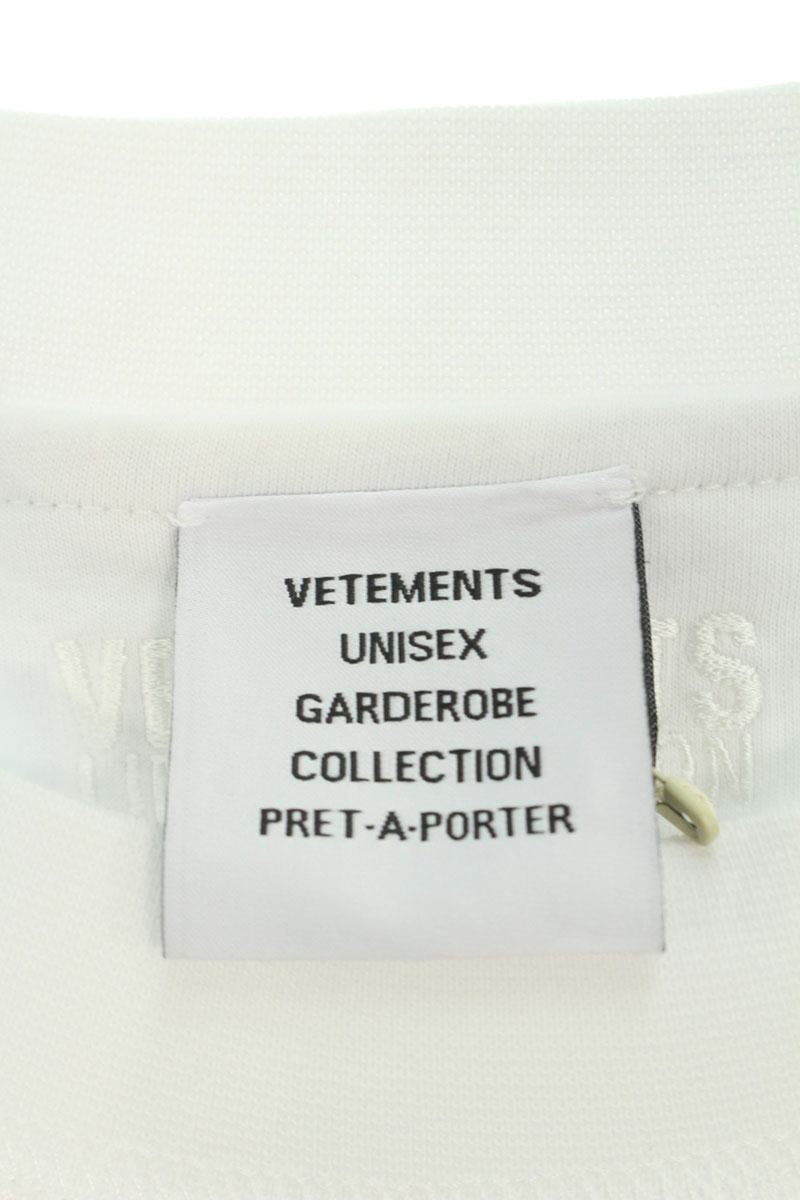 VETEMENTS
UNISEX
GARDEROBE
COLLECTION
PRET-A-PORTER